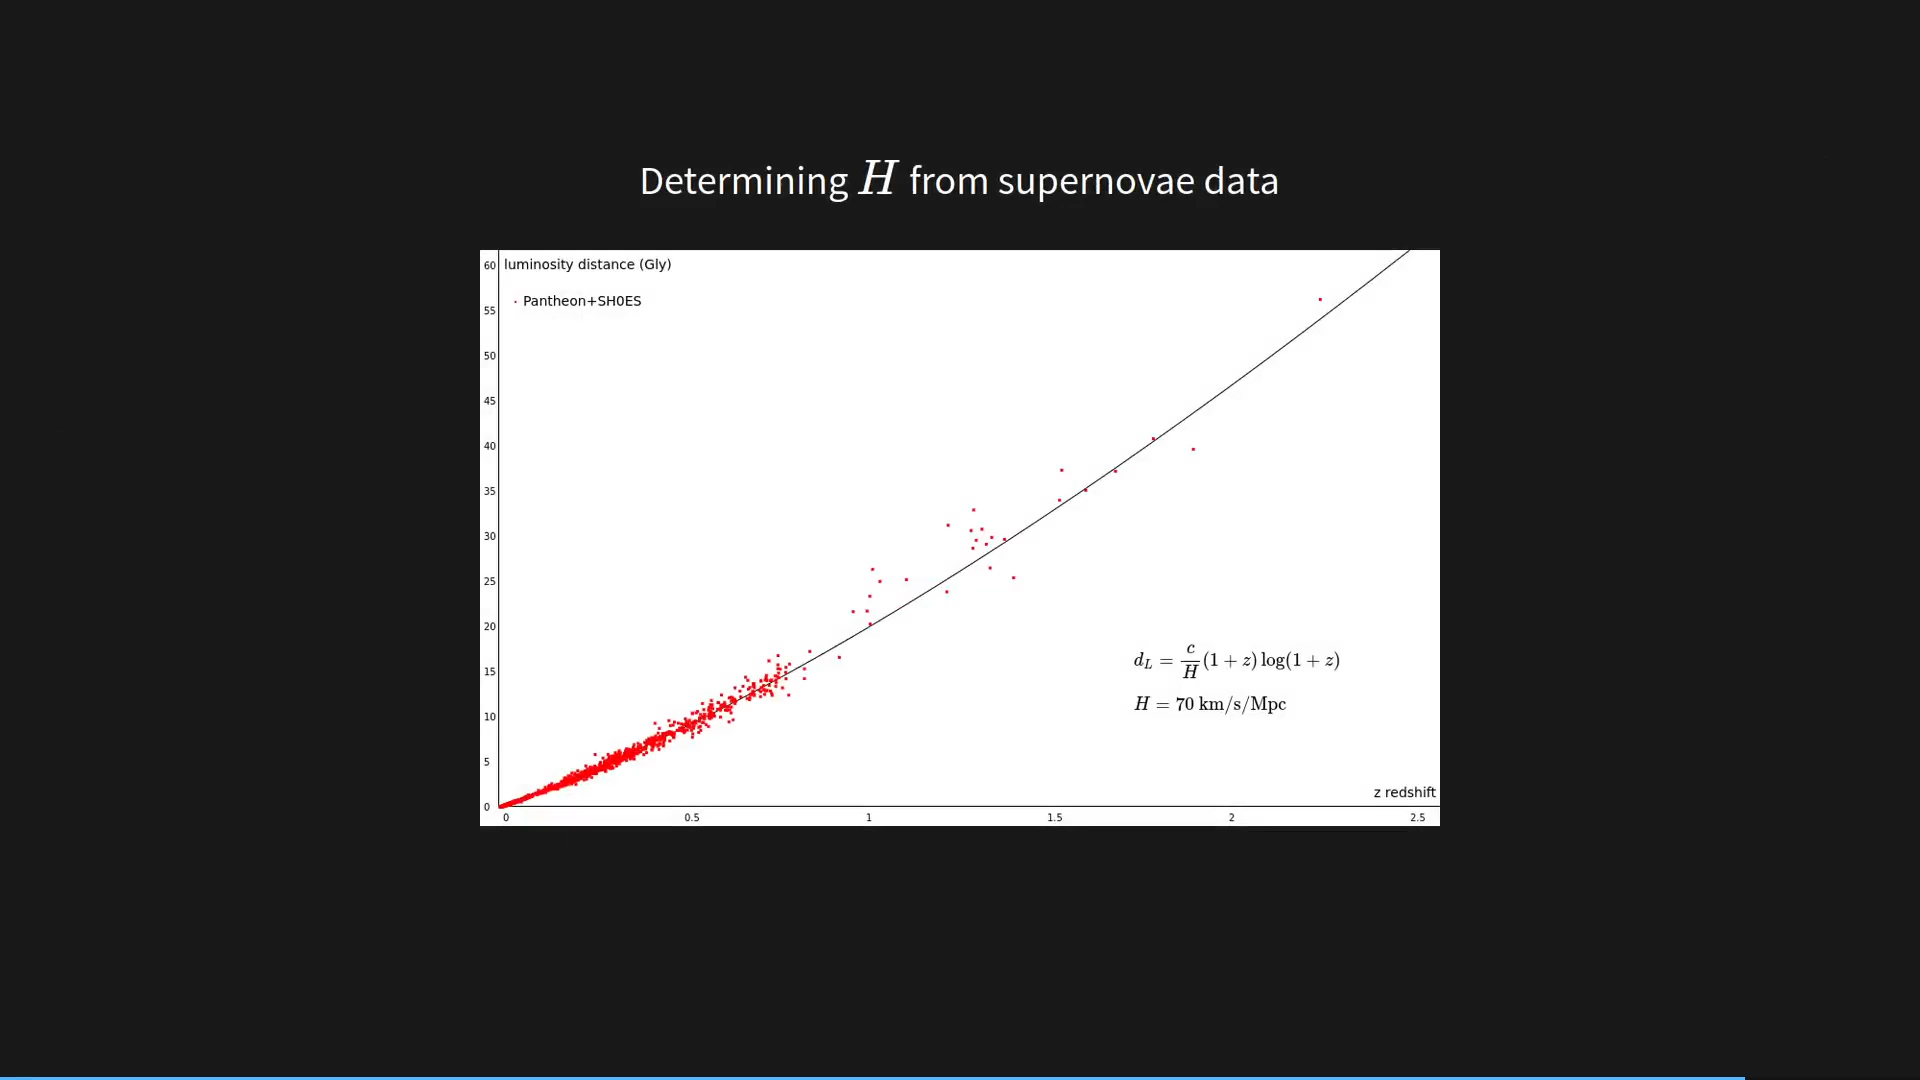 Determining H from supernovae data
luminosity distance (Gly)
Pantheon+SH0ES
60
55
50
45
40
35
30
25
20
15
10
5
0
d_L = c/H (1 + z) log(1 + z)
H = 70 km/s/Mpc
z redshift
0 0.5 1 1.5 2 2.5